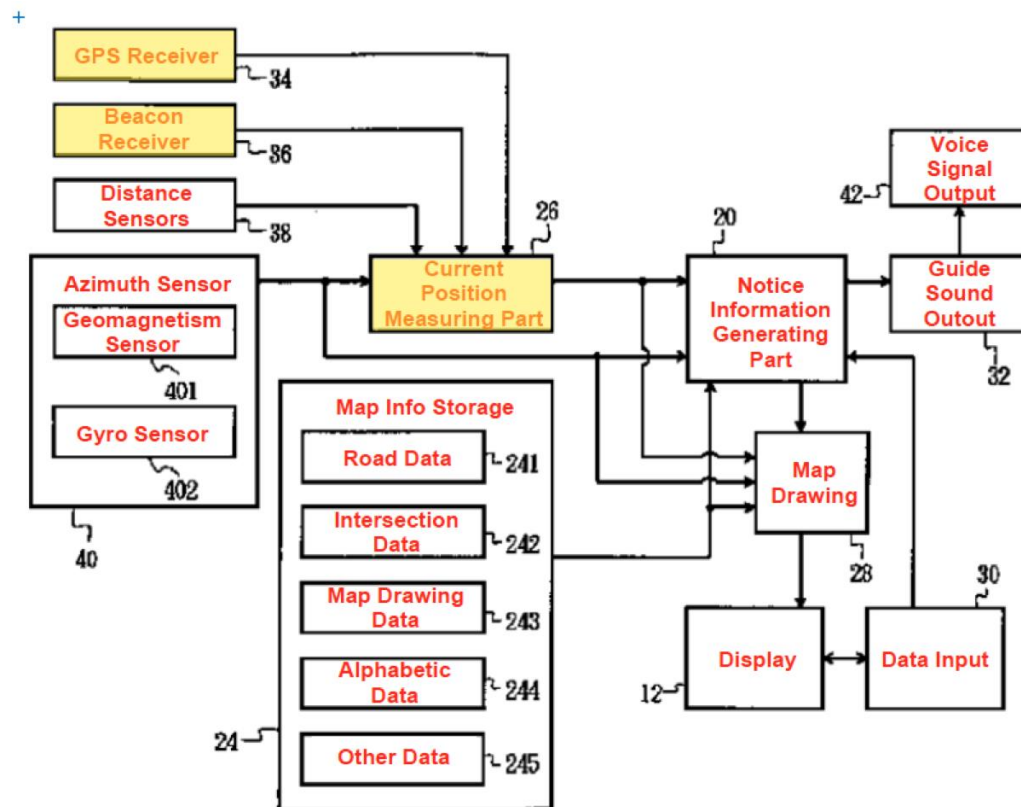 +
GPS Receiver
34
Beacon
Receiver
36
Distance
Sensors
38
Azimuth Sensor
Geomagnetism
Sensor
401
Gyro Sensor
402
40
Current
Position
Measuring Part
26
20
Notice
Information
Generating
Part
Voice
Signal
Output
42
Guide
Sound
Outout
32
Map Info Storage
Road Data
241
Intersection
Data
242
Map Drawing
Data
243
Alphabetic
Data
244
Other Data
245
24
Map
Drawing
28
Display
12
30
Data Input